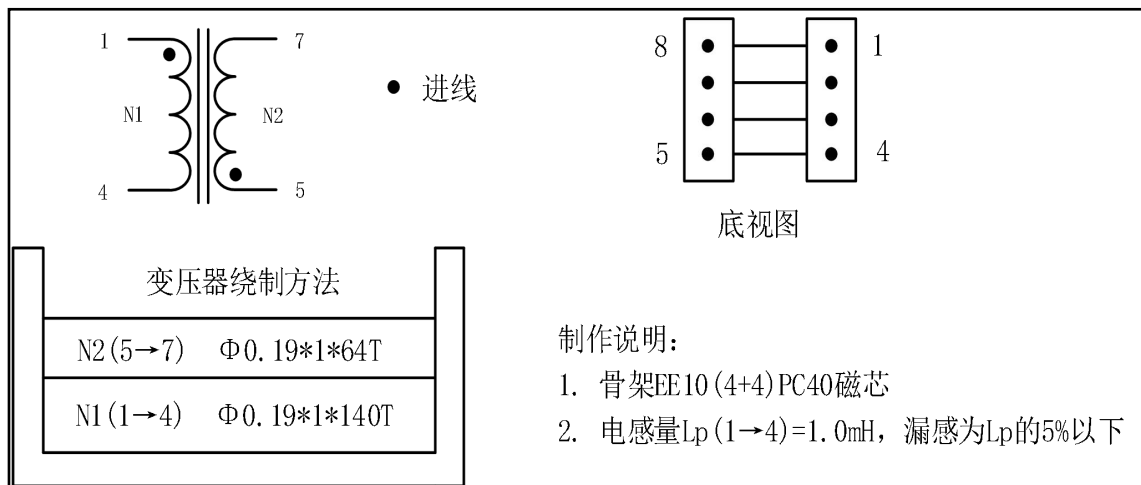 1
7
N1
N2
4
5
进线
8
1
5
4
底视图
变压器绕制方法
N2(5→7) Φ0.19*1*64T
N1(1→4) Φ0.19*1*140T
制作说明:
1. 骨架EE10(4+4)PC40磁芯
2. 电感量Lp(1→4)=1.0mH，漏感为Lp的5%以下